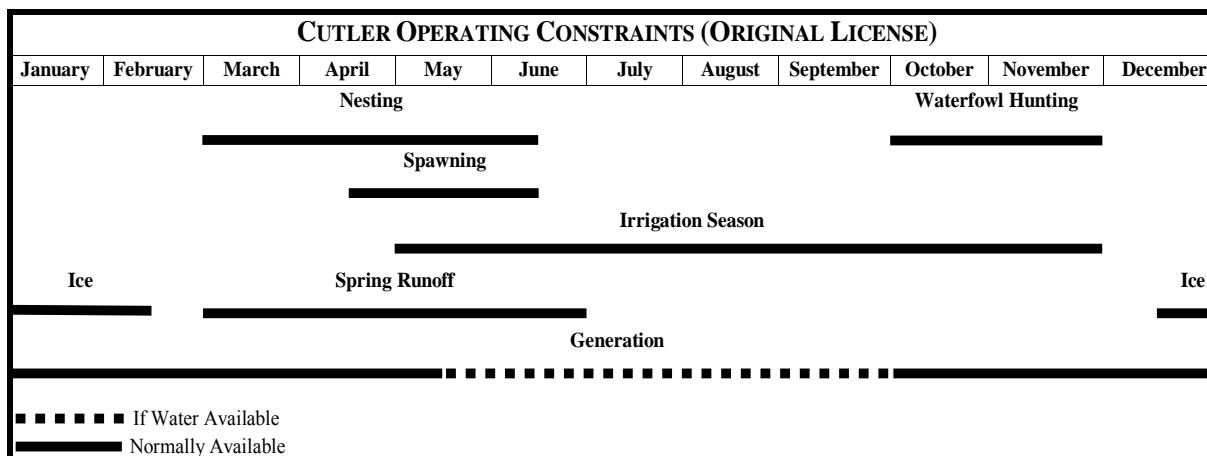 CUTLER OPERATING CONSTRAINTS (ORIGINAL LICENSE)
January February March April May June July August September October November December
Nesting Waterfowl Hunting
Spawning
Irrigation Season
Ice Spring Runoff Ice
Generation
If Water Available
Normally Available